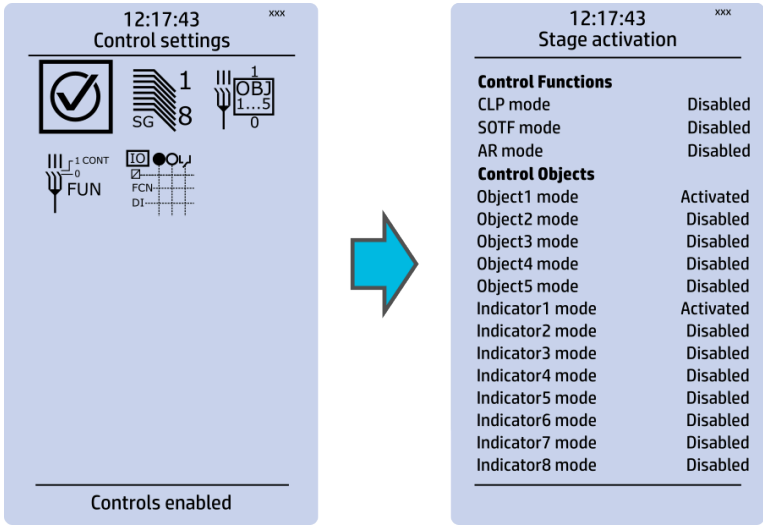 12:17:43 xxx
Control settings
1
SG 8
1
OBJ
1...5
0
1 CONT
0
FUN
IO
FCN
DI
Controls enabled
12:17:43 xxx
Stage activation
Control Functions
CLP mode Disabled
SOTF mode Disabled
AR mode Disabled
Control Objects
Object1 mode Activated
Object2 mode Disabled
Object3 mode Disabled
Object4 mode Disabled
Object5 mode Disabled
Indicator1 mode Activated
Indicator2 mode Disabled
Indicator3 mode Disabled
Indicator4 mode Disabled
Indicator5 mode Disabled
Indicator6 mode Disabled
Indicator7 mode Disabled
Indicator8 mode Disabled